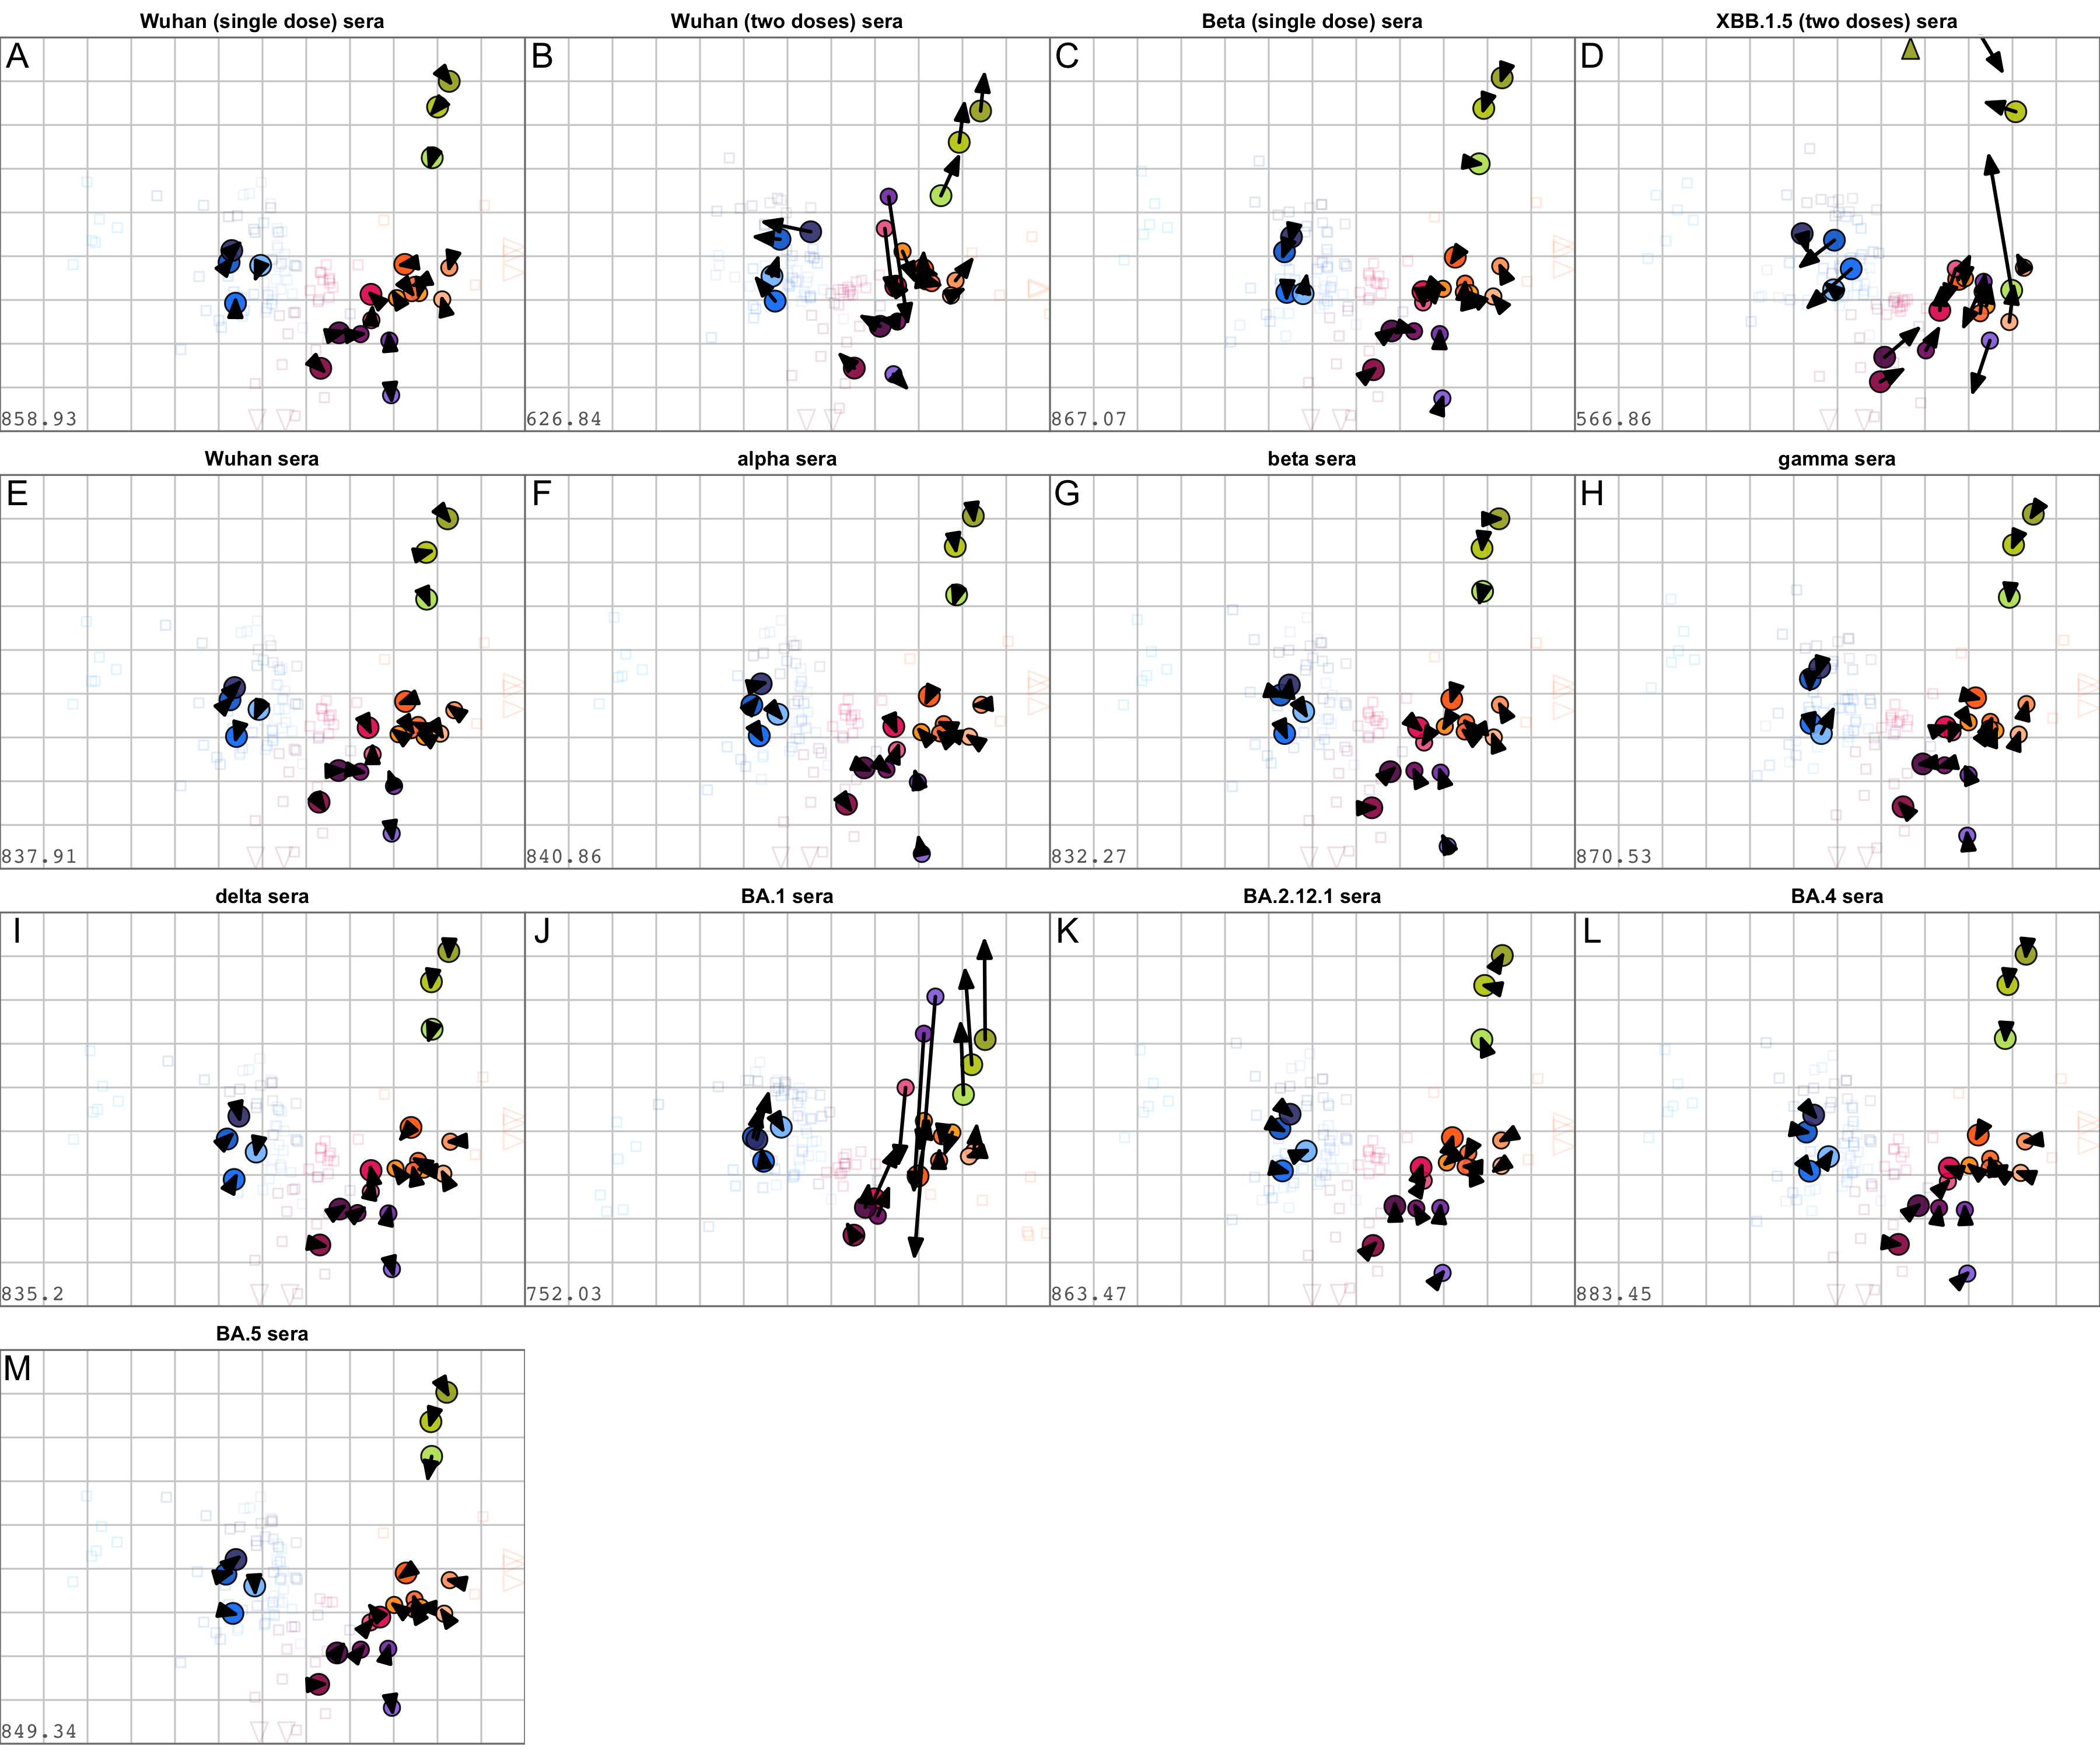 Wuhan (single dose) sera
Wuhan (two doses) sera
Beta (single dose) sera
XBB.1.5 (two doses) sera
A
B
C
D
858.93
626.84
867.07
566.86
Wuhan sera
alpha sera
beta sera
gamma sera
E
F
G
H
837.91
840.86
832.27
870.53
delta sera
BA.1 sera
BA.2.12.1 sera
BA.4 sera
I
J
K
L
835.2
752.03
863.47
883.45
BA.5 sera
M
849.34